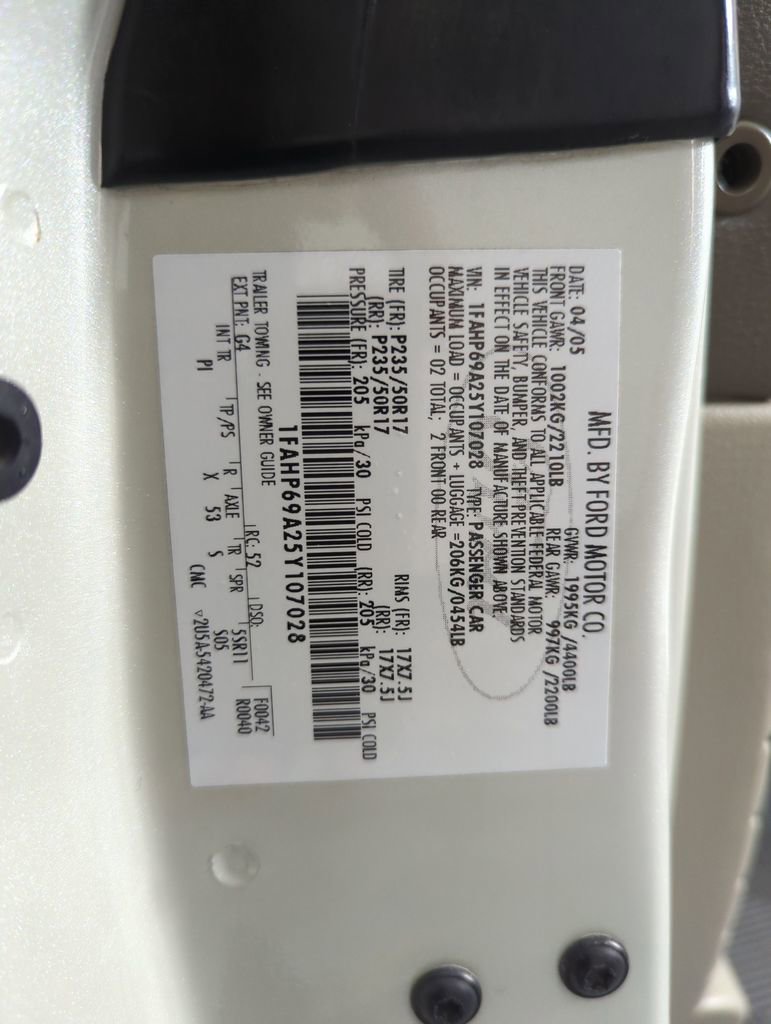 MFD. BY FORD MOTOR CO.
DATE: 04/05 GVWR: 1995KG /4400LB
FRONT GAWR: 1002KG/2210LB REAR GAWR: 997KG /2200LB
THIS VEHICLE CONFORMS TO ALL APPLICABLE FEDERAL MOTOR
VEHICLE SAFETY, BUMPER, AND THEFT PREVENTION STANDARDS
IN EFFECT ON THE DATE OF MANUFACTURE SHOWN ABOVE.
VIN: 1FAHP69A25Y107028 TYPE: PASSENGER CAR
MAXIMUM LOAD = OCCUPANTS + LUGGAGE =206KG/0454LB
OCCUPANTS = 02 TOTAL; 2 FRONT 00 REAR
TIRE (FR): P235/50R17 RIMS (FR): 17X7.5J
(RR): P235/50R17 (RR): 17X7.5J
PRESSURE (FR): 205 kPa/30 PSI COLD (RR): 205 kPa/30 PSI COLD
1FAHP69A25Y107028
TRAILER TOWING - SEE OWNER GUIDE
EXT PNT: G4 RC: 52 DSO: F0042
R0040
INT TR TP/PS R AXLE TR SPR 5SR11
PI X 53 S S05
CMC ▽2U5A-5420472-AA